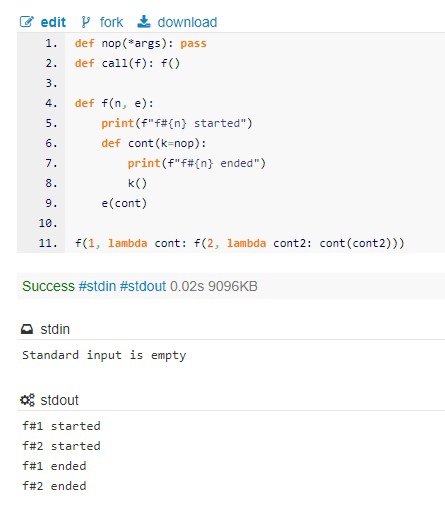 edit fork download
1. def nop(*args): pass
2. def call(f): f()
3.
4. def f(n, e):
5.     print(f"f#{n} started")
6.     def cont(k=nop):
7.         print(f"f#{n} ended")
8.         k()
9.     e(cont)
10.
11. f(1, lambda cont: f(2, lambda cont2: cont(cont2)))
Success #stdin #stdout 0.02s 9096KB
stdin
Standard input is empty
stdout
f#1 started
f#2 started
f#1 ended
f#2 ended